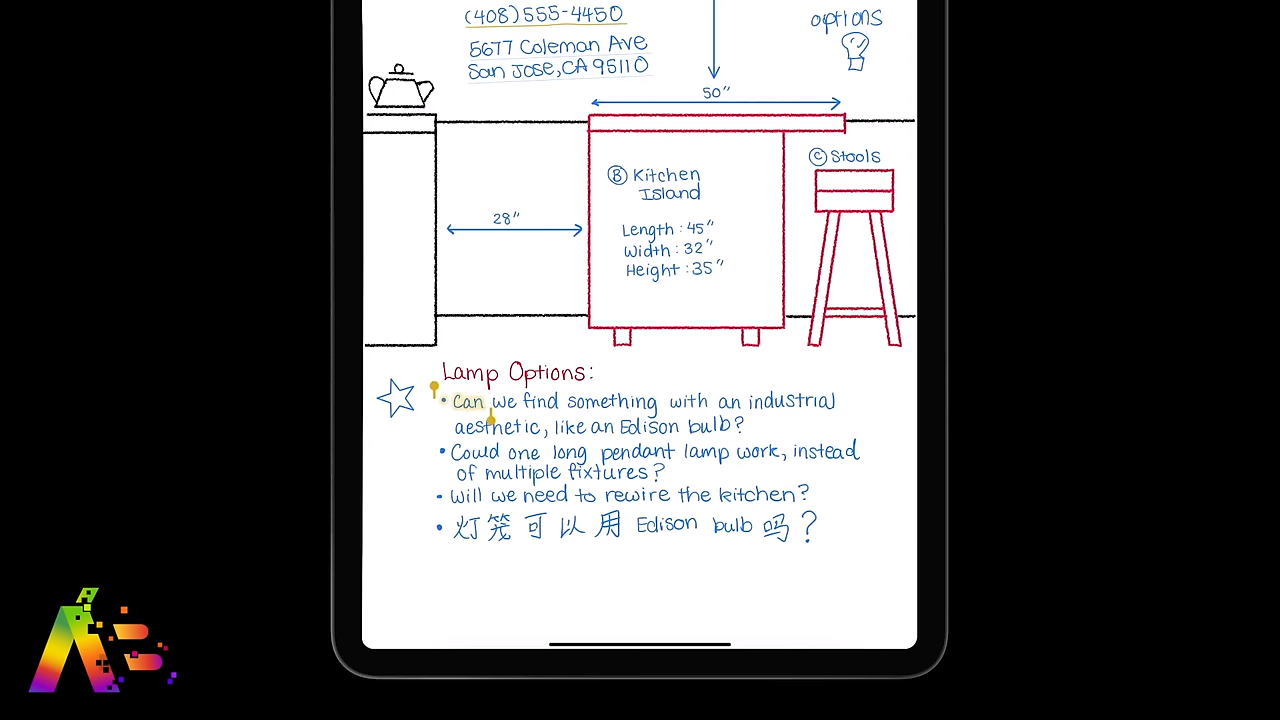 (408)555-4450
options
5677 Coleman Ave
San Jose, CA 95110
50"
Ⓒ Stools
Ⓑ Kitchen
Island
28"
Length : 45"
Width : 32"
Height : 35"
Lamp Options:
• Can we find something with an industrial
aesthetic, like an Edison bulb?
• Could one long pendant lamp work, instead
of multiple fixtures?
• Will we need to rewire the kitchen?
• 灯笼可以用 Edison bulb 吗?
AB